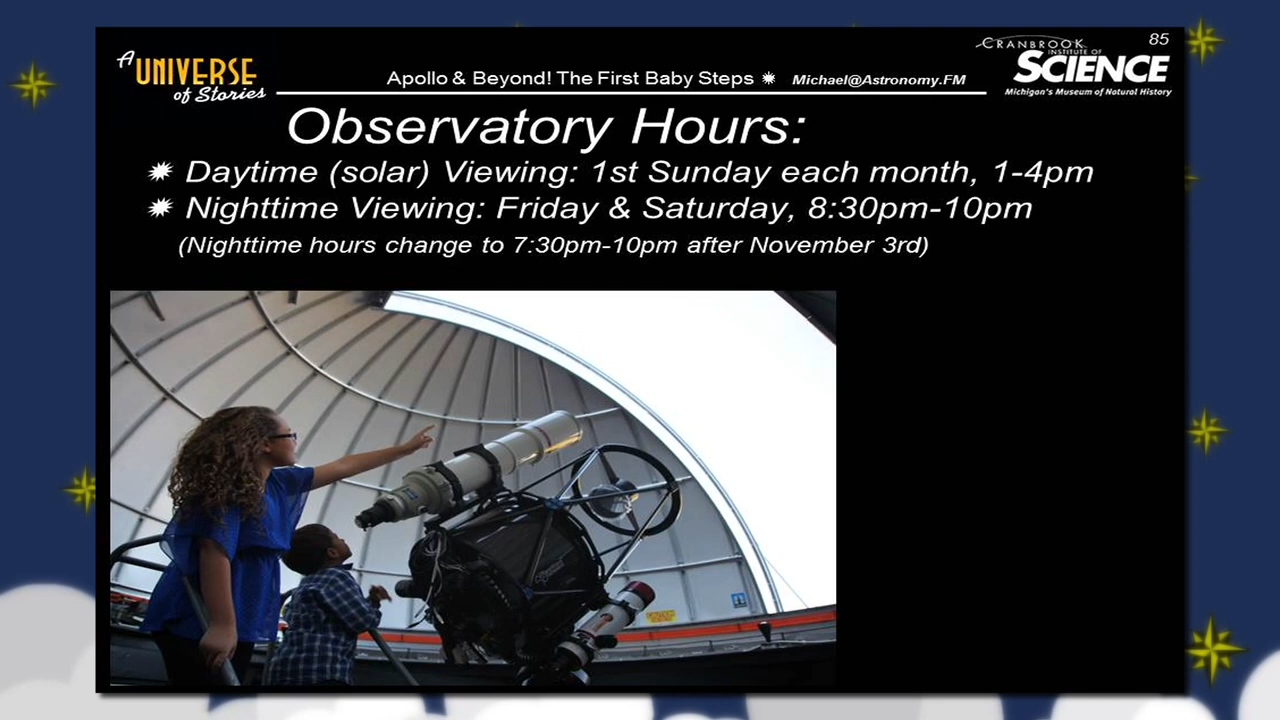 A UNIVERSE
of Stories
Apollo & Beyond! The First Baby Steps ✹ Michael@Astronomy.FM
CRANBROOK
INSTITUTE OF
SCIENCE
Michigan's Museum of Natural History
85
Observatory Hours:
✹ Daytime (solar) Viewing: 1st Sunday each month, 1-4pm
✹ Nighttime Viewing: Friday & Saturday, 8:30pm-10pm
(Nighttime hours change to 7:30pm-10pm after November 3rd)